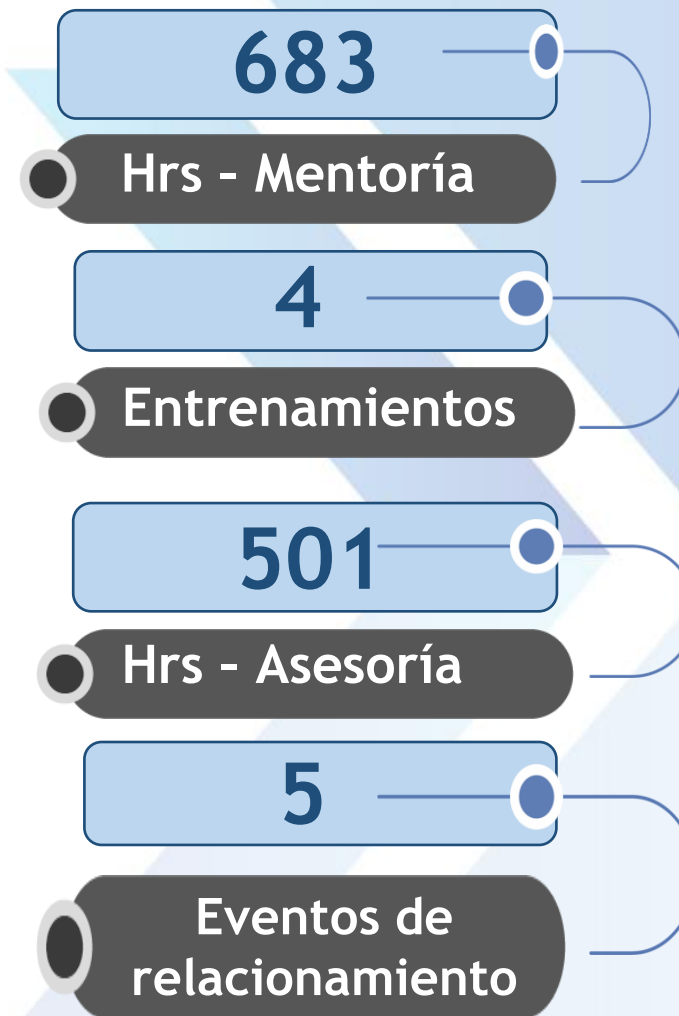 683
Hrs – Mentoría
4
Entrenamientos
501
Hrs – Asesoría
5
Eventos de
relacionamiento